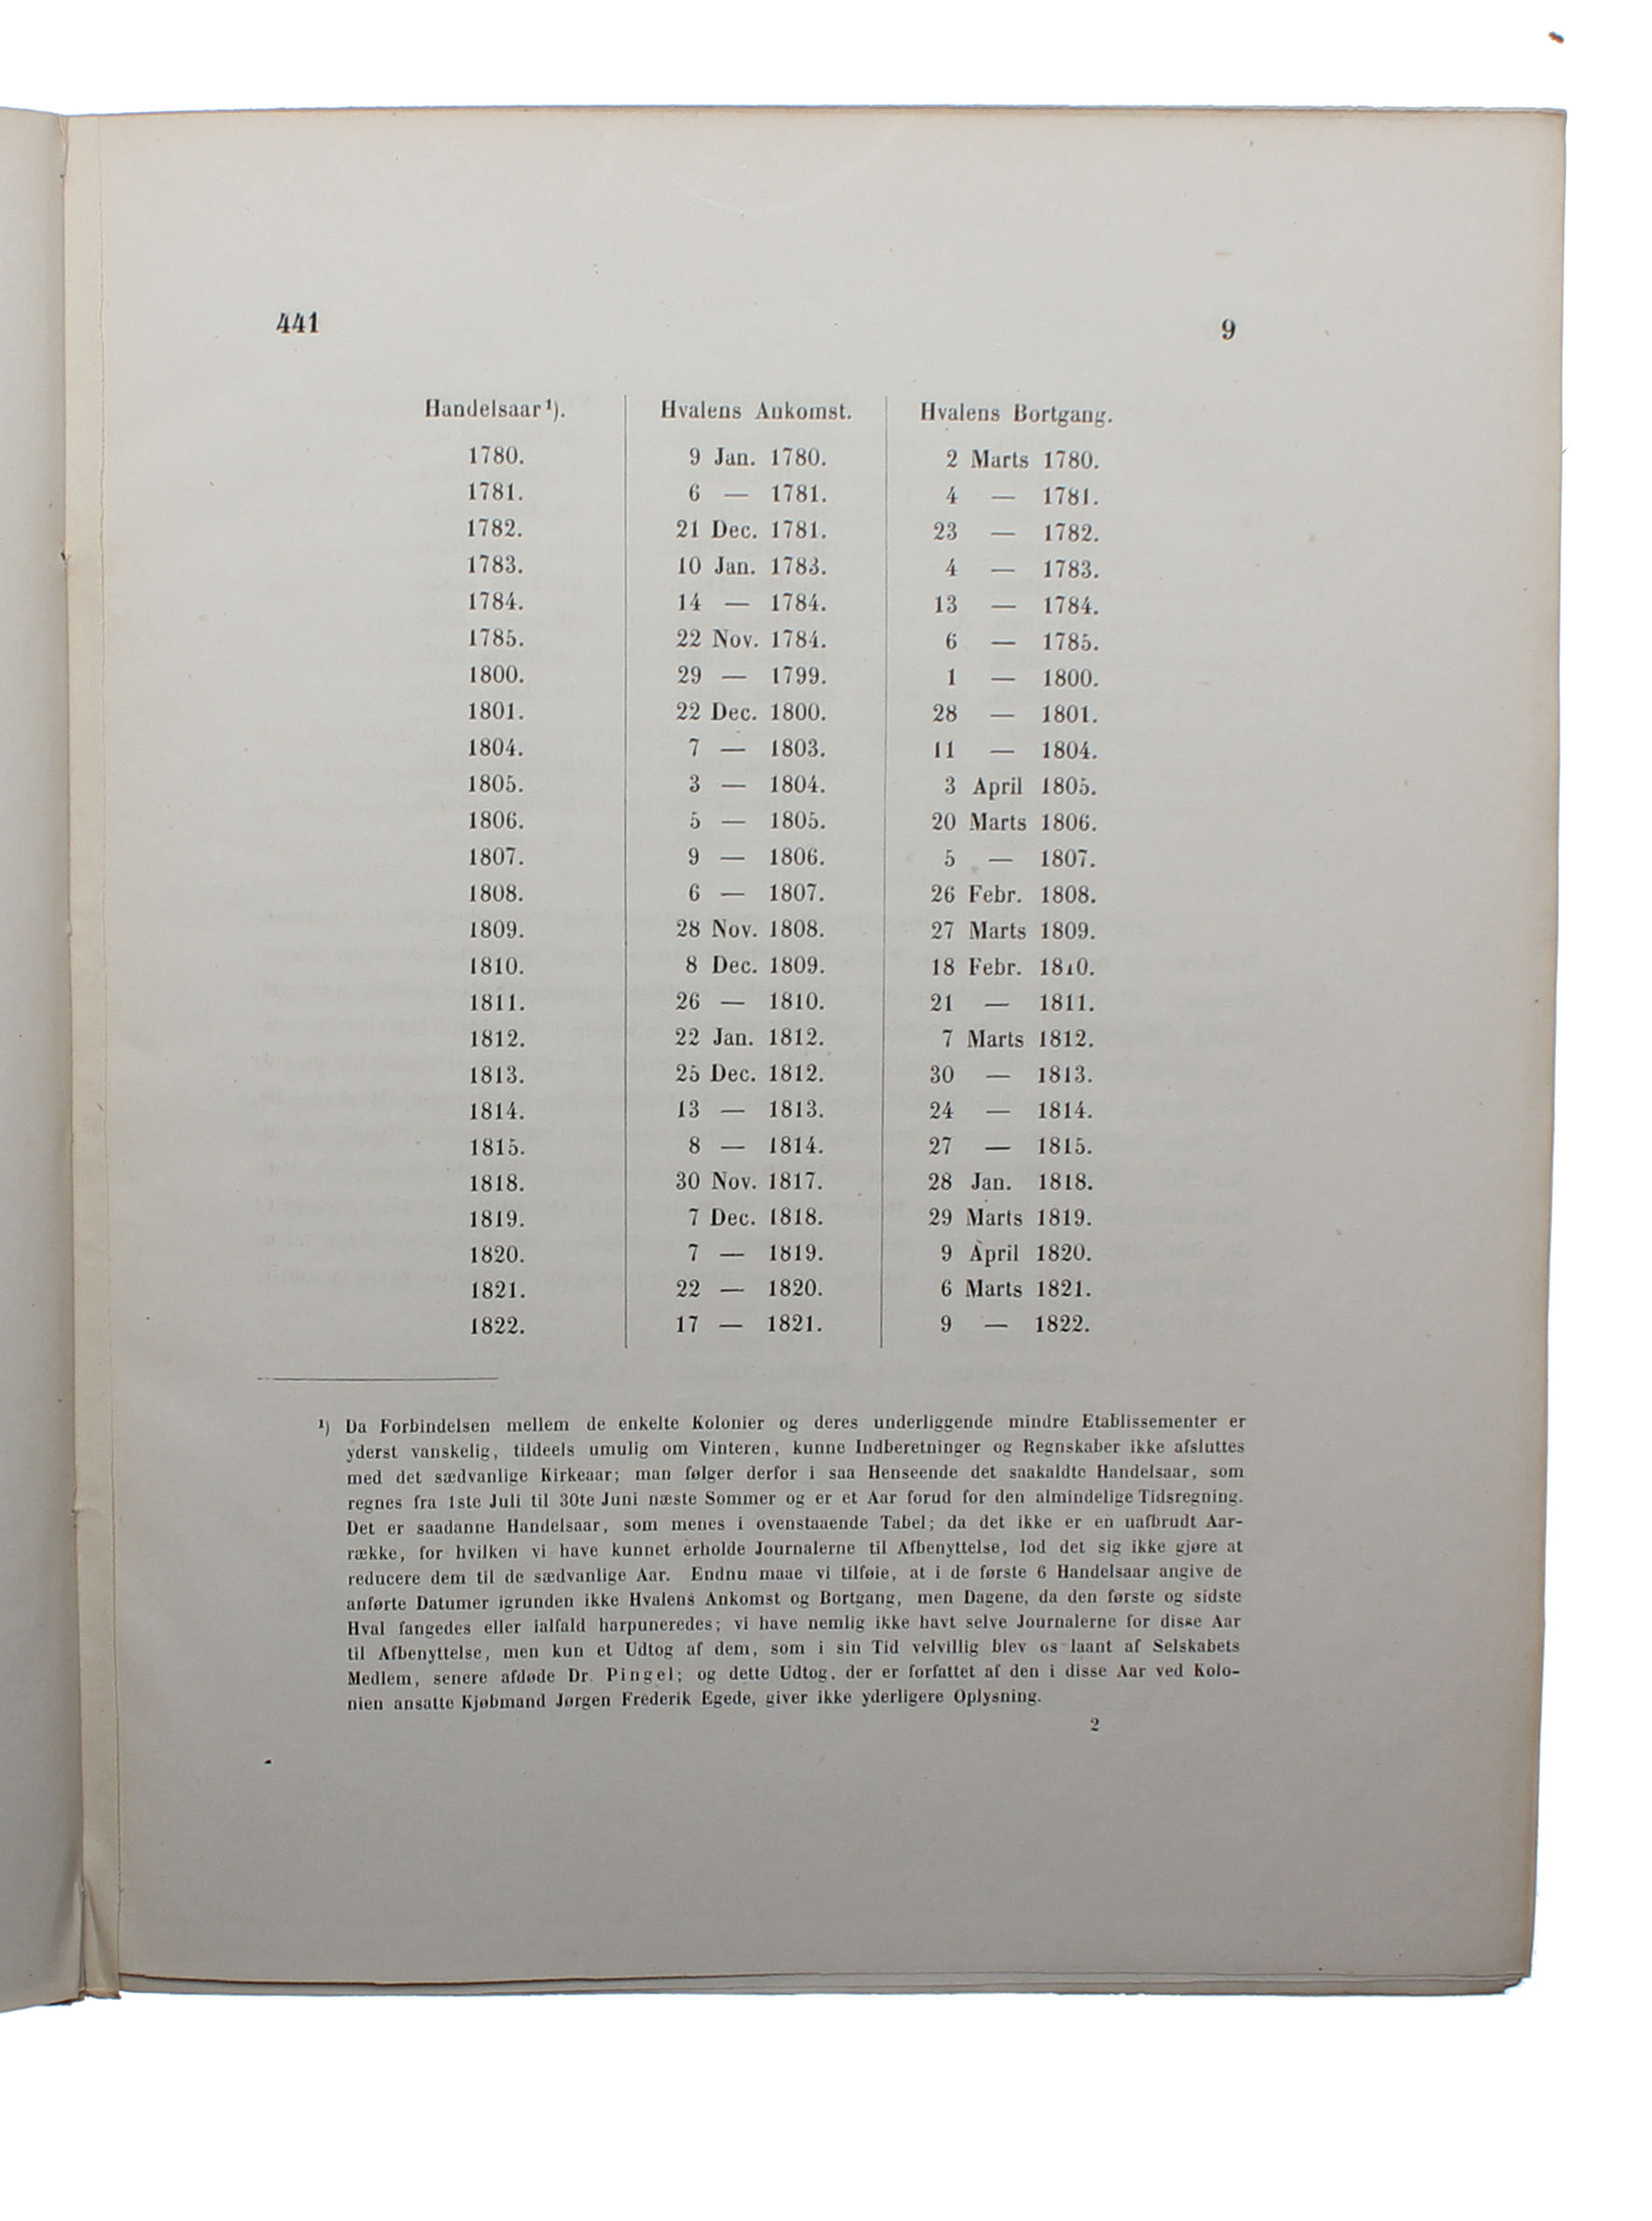 441 9
Handelsaar¹). Hvalens Ankomst. Hvalens Bortgang.
1780. 9 Jan. 1780. 2 Marts 1780.
1781. 6 — 1781. 4 — 1781.
1782. 21 Dec. 1781. 23 — 1782.
1783. 10 Jan. 1783. 4 — 1783.
1784. 14 — 1784. 13 — 1784.
1785. 22 Nov. 1784. 6 — 1785.
1800. 29 — 1799. 1 — 1800.
1801. 22 Dec. 1800. 28 — 1801.
1804. 7 — 1803. 11 — 1804.
1805. 3 — 1804. 3 April 1805.
1806. 5 — 1805. 20 Marts 1806.
1807. 9 — 1806. 5 — 1807.
1808. 6 — 1807. 26 Febr. 1808.
1809. 28 Nov. 1808. 27 Marts 1809.
1810. 8 Dec. 1809. 18 Febr. 1810.
1811. 26 — 1810. 21 — 1811.
1812. 22 Jan. 1812. 7 Marts 1812.
1813. 25 Dec. 1812. 30 — 1813.
1814. 13 — 1813. 24 — 1814.
1815. 8 — 1814. 27 — 1815.
1818. 30 Nov. 1817. 28 Jan. 1818.
1819. 7 Dec. 1818. 29 Marts 1819.
1820. 7 — 1819. 9 April 1820.
1821. 22 — 1820. 6 Marts 1821.
1822. 17 — 1821. 9 — 1822.
¹) Da Forbindelsen mellem de enkelte Kolonier og deres underliggende mindre Etablissementer er
yderst vanskelig, tildeels umulig om Vinteren, kunne Indberetninger og Regnskaber ikke afsluttes
med det sædvanlige Kirkeaar; man følger derfor i saa Henseende det saakaldte Handelsaar, som
regnes fra 1ste Juli til 30te Juni næste Sommer og er et Aar forud for den almindelige Tidsregning.
Det er saadanne Handelsaar, som menes i ovenstaaende Tabel; da det ikke er en uafbrudt Aar-
række, for hvilken vi have kunnet erholde Journalerne til Afbenyttelse, lod det sig ikke gjøre at
reducere dem til de sædvanlige Aar. Endnu maae vi tilføie, at i de første 6 Handelsaar angive de
anførte Datumer igrunden ikke Hvalens Ankomst og Bortgang, men Dagene, da den første og sidste
Hval fangedes eller ialfald harpuneredes; vi have nemlig ikke havt selve Journalerne for disse Aar
til Afbenyttelse, men kun et Udtog af dem, som i sin Tid velvillig blev os laant af Selskabets
Medlem, senere afdøde Dr. Pingel; og dette Udtog, der er forfattet af den i disse Aar ved Kolo-
nien ansatte Kjøbmand Jørgen Frederik Egede, giver ikke yderligere Oplysning.
2